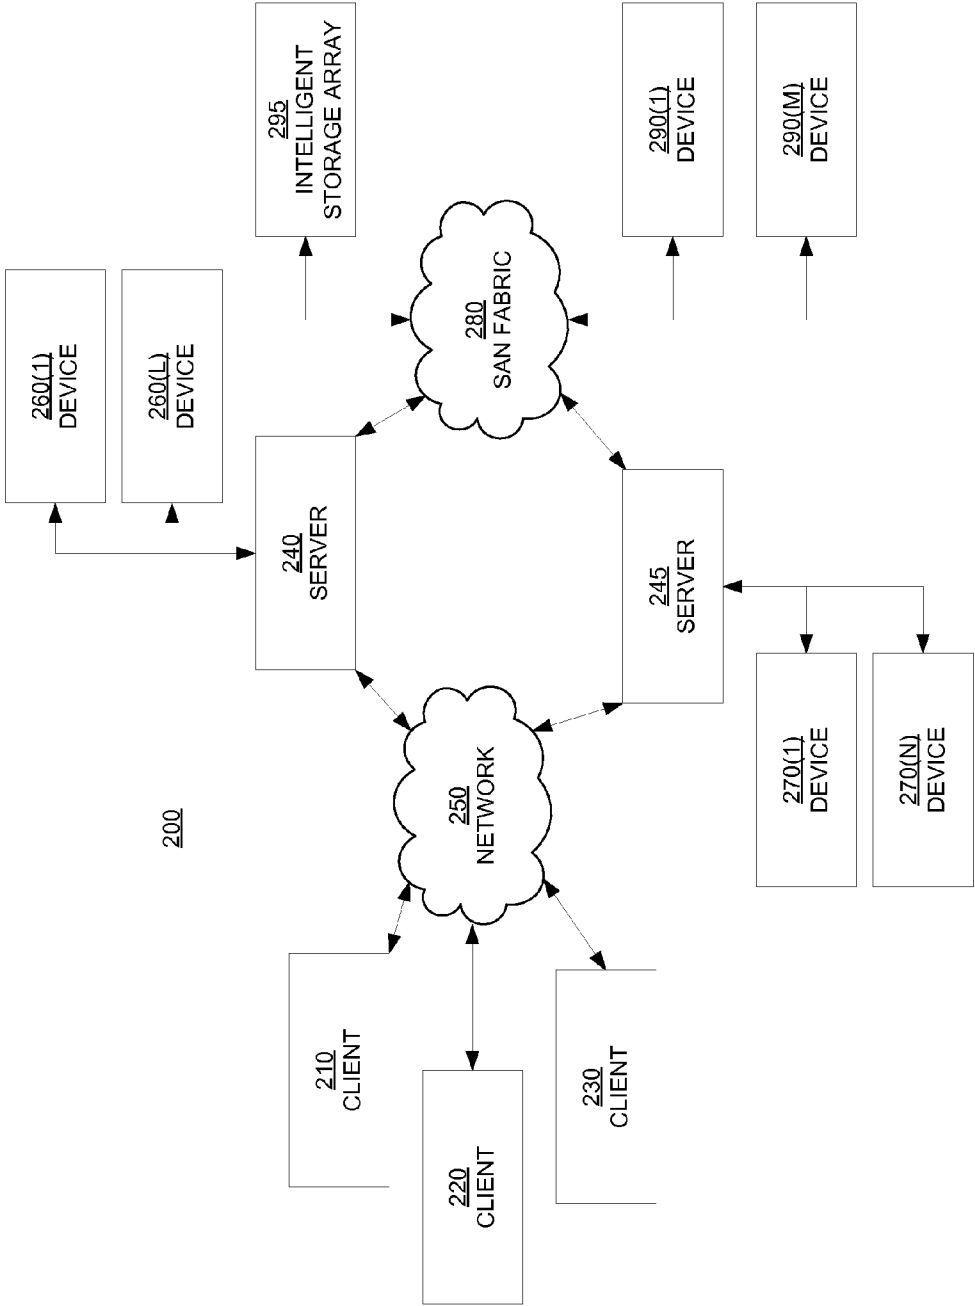 200
210
CLIENT
220
CLIENT
230
CLIENT
250
NETWORK
240
SERVER
245
SERVER
260(1)
DEVICE
260(L)
DEVICE
270(1)
DEVICE
270(N)
DEVICE
280
SAN FABRIC
295
INTELLIGENT
STORAGE ARRAY
290(1)
DEVICE
290(M)
DEVICE